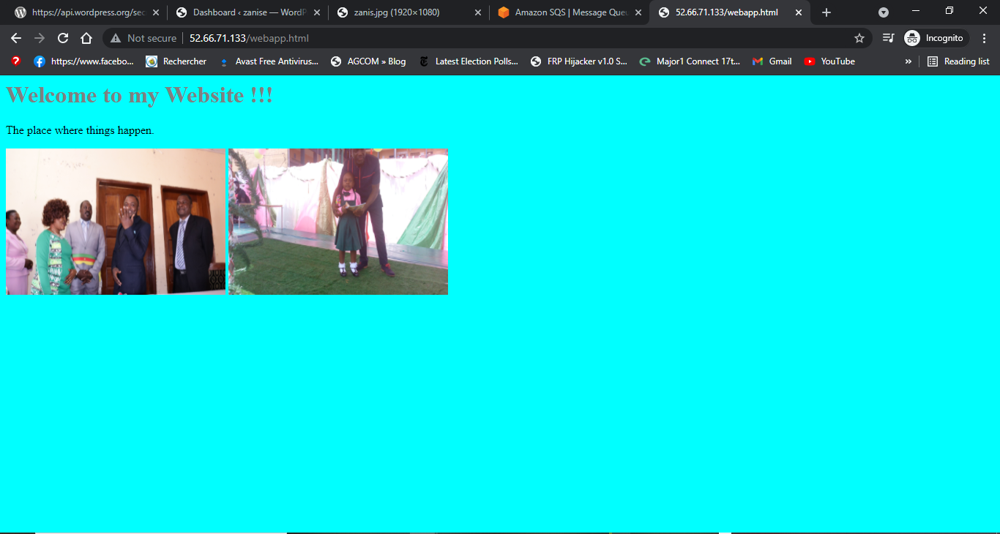 https://api.wordpress.org/sec
Dashboard ‹ zanise — WordP
zanis.jpg (1920×1080)
Amazon SQS | Message Queu
52.66.71.133/webapp.html
Not secure
52.66.71.133/webapp.html
Incognito
https://www.facebo...
Rechercher
Avast Free Antivirus...
AGCOM » Blog
Latest Election Polls...
FRP Hijacker v1.0 S...
Major1 Connect 17t...
Gmail
YouTube
»
Reading list
Welcome to my Website !!!
The place where things happen.